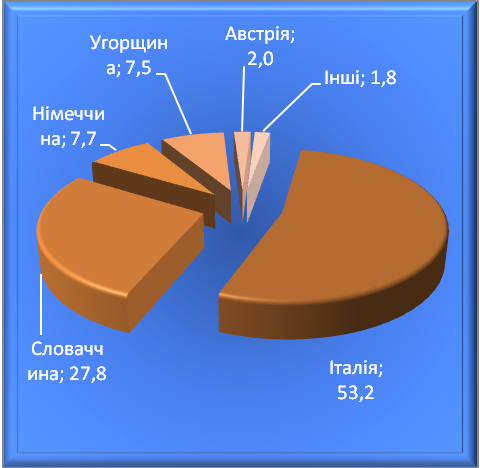 Австрія;
2,0
Угорщин
а; 7,5
Інші; 1,8
Німеччи
на; 7,7
Словачч
ина; 27,8
Італія;
53,2